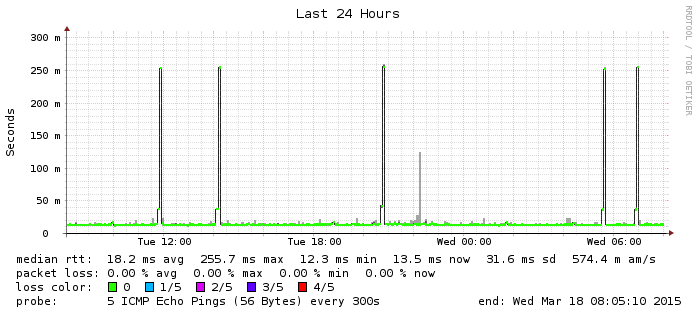 Last 24 Hours
RRDTOOL / TOBI OETIKER
Seconds
300 m
250 m
200 m
150 m
100 m
50 m
0
Tue 12:00 Tue 18:00 Wed 00:00 Wed 06:00
median rtt: 18.2 ms avg 255.7 ms max 12.3 ms min 13.5 ms now 31.6 ms sd 574.4 m am/s
packet loss: 0.00 % avg 0.00 % max 0.00 % min 0.00 % now
loss color: 0 1/5 2/5 3/5 4/5
probe: 5 ICMP Echo Pings (56 Bytes) every 300s end: Wed Mar 18 08:05:10 2015